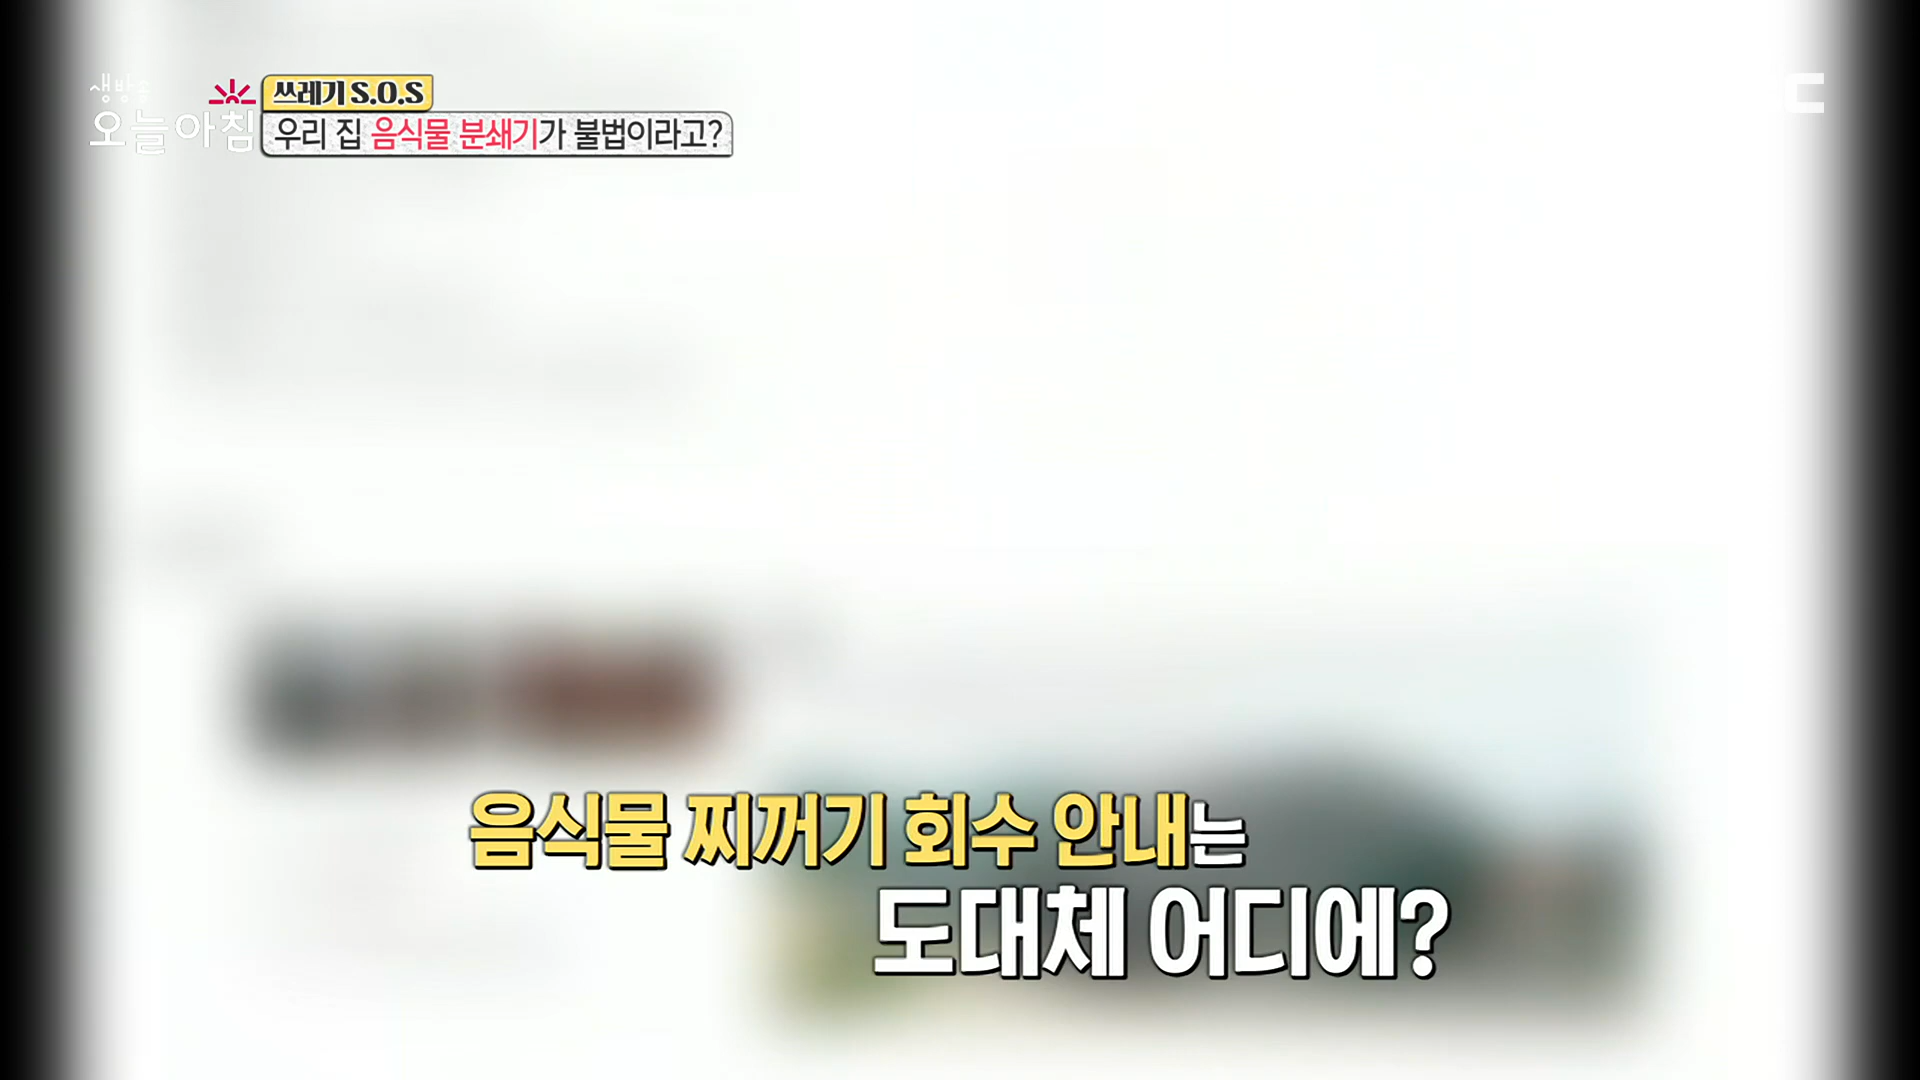 생방송
오늘아침
쓰레기 S.O.S
우리 집 음식물 분쇄기가 불법이라고?
음식물 찌꺼기 회수 안내는
도대체 어디에?